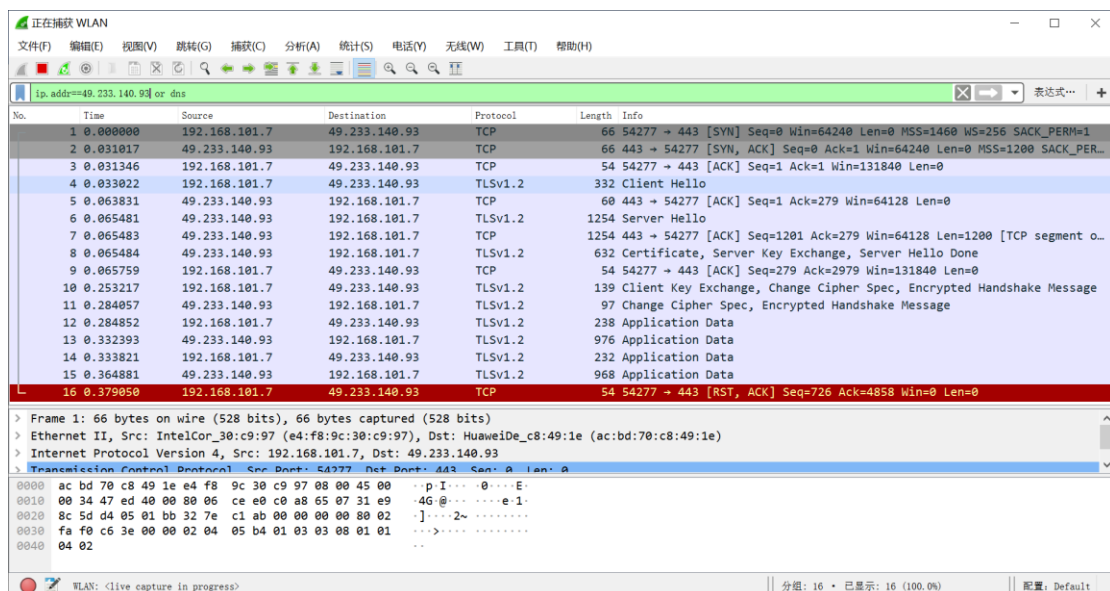 正在捕获 WLAN
文件(F) 编辑(E) 视图(V) 跳转(G) 捕获(C) 分析(A) 统计(S) 电话(Y) 无线(W) 工具(T) 帮助(H)
ip.addr==49.233.140.93 or dns 表达式… +
No. Time Source Destination Protocol Length Info
1 0.000000 192.168.101.7 49.233.140.93 TCP 66 54277 → 443 [SYN] Seq=0 Win=64240 Len=0 MSS=1460 WS=256 SACK_PERM=1
2 0.031017 49.233.140.93 192.168.101.7 TCP 66 443 → 54277 [SYN, ACK] Seq=0 Ack=1 Win=64240 Len=0 MSS=1200 SACK_PER…
3 0.031346 192.168.101.7 49.233.140.93 TCP 54 54277 → 443 [ACK] Seq=1 Ack=1 Win=131840 Len=0
4 0.033022 192.168.101.7 49.233.140.93 TLSv1.2 332 Client Hello
5 0.063831 49.233.140.93 192.168.101.7 TCP 60 443 → 54277 [ACK] Seq=1 Ack=279 Win=64128 Len=0
6 0.065481 49.233.140.93 192.168.101.7 TLSv1.2 1254 Server Hello
7 0.065483 49.233.140.93 192.168.101.7 TCP 1254 443 → 54277 [ACK] Seq=1201 Ack=279 Win=64128 Len=1200 [TCP segment o…
8 0.065484 49.233.140.93 192.168.101.7 TLSv1.2 632 Certificate, Server Key Exchange, Server Hello Done
9 0.065759 192.168.101.7 49.233.140.93 TCP 54 54277 → 443 [ACK] Seq=279 Ack=2979 Win=131840 Len=0
10 0.253217 192.168.101.7 49.233.140.93 TLSv1.2 139 Client Key Exchange, Change Cipher Spec, Encrypted Handshake Message
11 0.284057 49.233.140.93 192.168.101.7 TLSv1.2 97 Change Cipher Spec, Encrypted Handshake Message
12 0.284852 192.168.101.7 49.233.140.93 TLSv1.2 238 Application Data
13 0.332393 49.233.140.93 192.168.101.7 TLSv1.2 976 Application Data
14 0.333821 192.168.101.7 49.233.140.93 TLSv1.2 232 Application Data
15 0.364881 49.233.140.93 192.168.101.7 TLSv1.2 968 Application Data
16 0.379050 192.168.101.7 49.233.140.93 TCP 54 54277 → 443 [RST, ACK] Seq=726 Ack=4858 Win=0 Len=0
> Frame 1: 66 bytes on wire (528 bits), 66 bytes captured (528 bits)
> Ethernet II, Src: IntelCor_30:c9:97 (e4:f8:9c:30:c9:97), Dst: HuaweiDe_c8:49:1e (ac:bd:70:c8:49:1e)
> Internet Protocol Version 4, Src: 192.168.101.7, Dst: 49.233.140.93
> Transmission Control Protocol, Src Port: 54277, Dst Port: 443, Seq: 0, Len: 0
0000 ac bd 70 c8 49 1e e4 f8 9c 30 c9 97 08 00 45 00 ··p·I··· ·0····E·
0010 00 34 47 ed 40 00 80 06 ce e0 c0 a8 65 07 31 e9 ·4G·@··· ····e·1·
0020 8c 5d d4 05 01 bb 32 7e c1 ab 00 00 00 00 80 02 ·]····2~ ········
0030 fa f0 c6 3e 00 00 02 04 05 b4 01 03 03 08 01 01 ···>···· ········
0040 04 02 ··
WLAN: <live capture in progress> 分组: 16 · 已显示: 16 (100.0%) 配置: Default